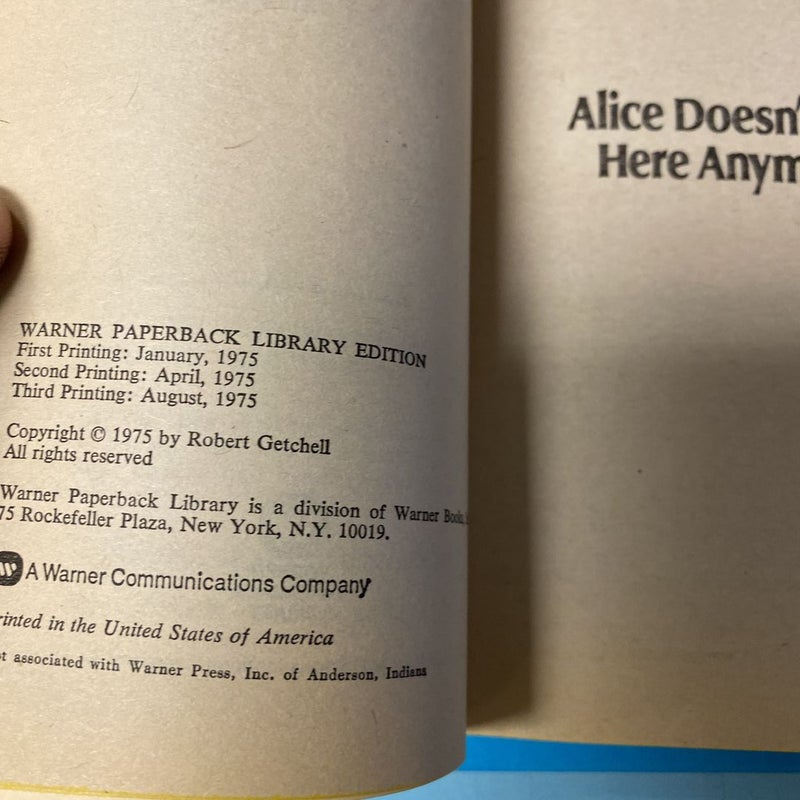 WARNER PAPERBACK LIBRARY EDITION
First Printing: January, 1975
Second Printing: April, 1975
Third Printing: August, 1975
Copyright © 1975 by Robert Getchell
All rights reserved
Warner Paperback Library is a division of Warner Books,
75 Rockefeller Plaza, New York, N.Y. 10019.
A Warner Communications Company
rinted in the United States of America
t associated with Warner Press, Inc. of Anderson, Indiana
Alice Doesn'
Here Anym